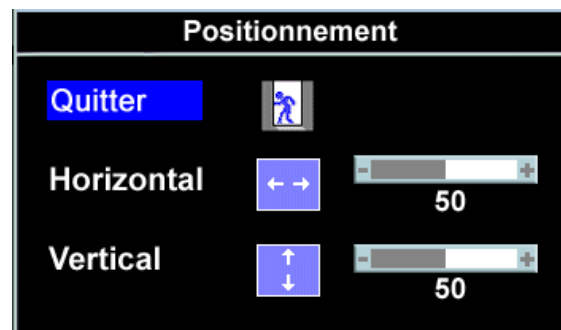 Positionnement
Quitter
Horizontal
- +
50
Vertical
- +
50